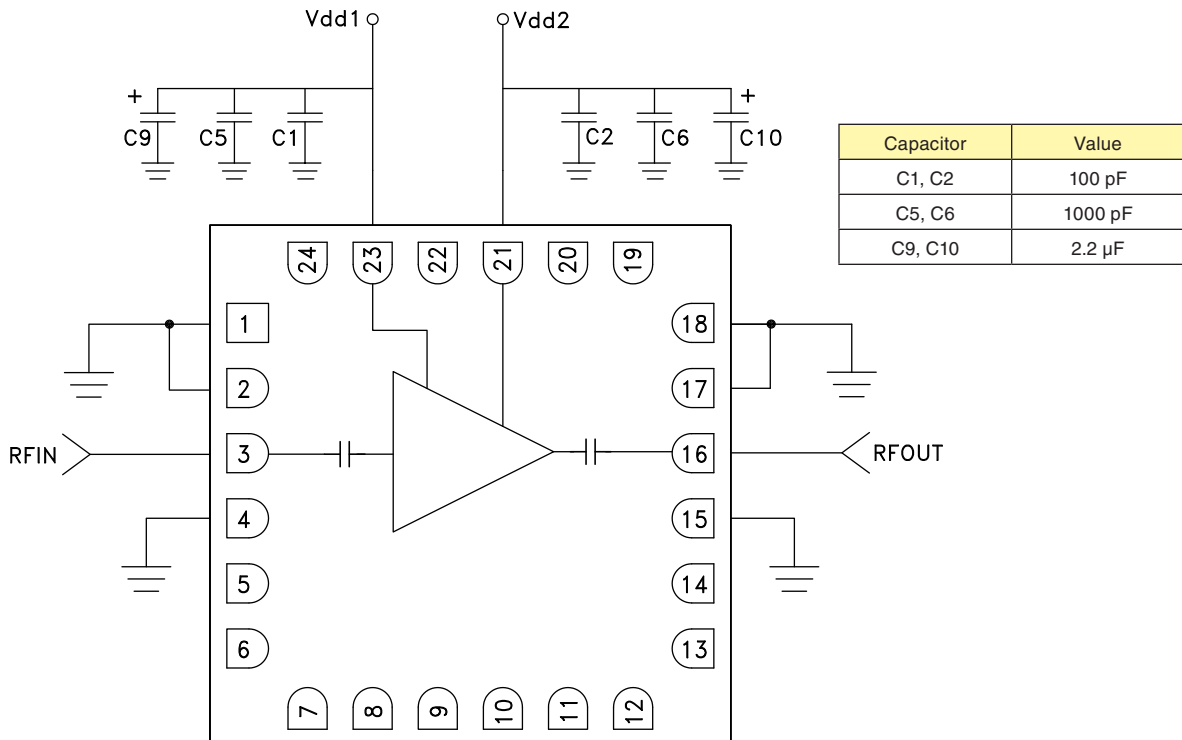 Vdd1
Vdd2
+
C9
C5
C1
C2
C6
+
C10
Capacitor Value
C1, C2 100 pF
C5, C6 1000 pF
C9, C10 2.2 µF
24 23 22 21 20 19
1
18
2
17
RFIN
3
16
RFOUT
4
15
5
14
6
13
7 8 9 10 11 12